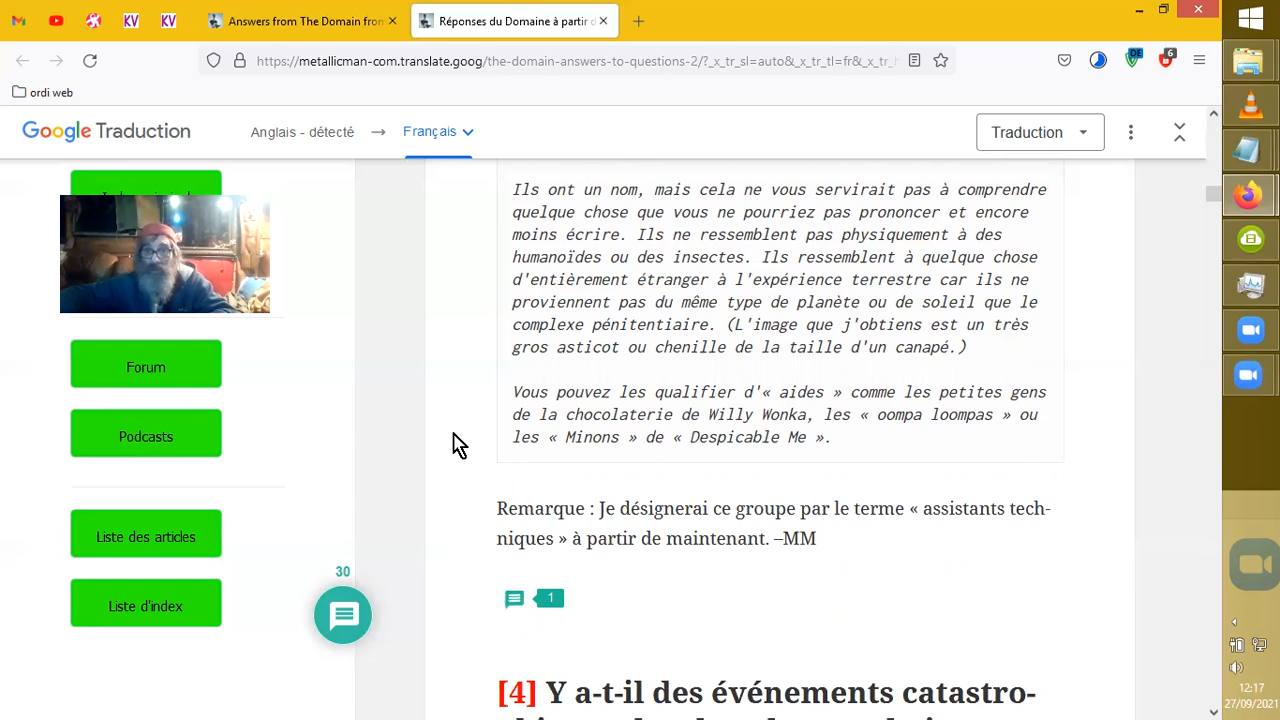 KV
KV
Answers from The Domain from
Réponses du Domaine à partir d
https://metallicman-com.translate.goog/the-domain-answers-to-questions-2/?_x_tr_sl=auto&_x_tr_tl=fr&_x_tr_
DE
6
ordi web
Google Traduction
Anglais - détecté → Français
Traduction
Ils ont un nom, mais cela ne vous servirait pas à comprendre
quelque chose que vous ne pourriez pas prononcer et encore
moins écrire. Ils ne ressemblent pas physiquement à des
humanoïdes ou des insectes. Ils ressemblent à quelque chose
d'entièrement étranger à l'expérience terrestre car ils ne
proviennent pas du même type de planète ou de soleil que le
complexe pénitentiaire. (L'image que j'obtiens est un très
gros asticot ou chenille de la taille d'un canapé.)
Vous pouvez les qualifier d'« aides » comme les petites gens
de la chocolaterie de Willy Wonka, les « oompa loompas » ou
les « Minons » de « Despicable Me ».
Forum
Podcasts
Liste des articles
Liste d'index
30
Remarque : Je désignerai ce groupe par le terme « assistants tech-
niques » à partir de maintenant. –MM
1
[4] Y a-t-il des événements catastro-
12:17
27/09/2021